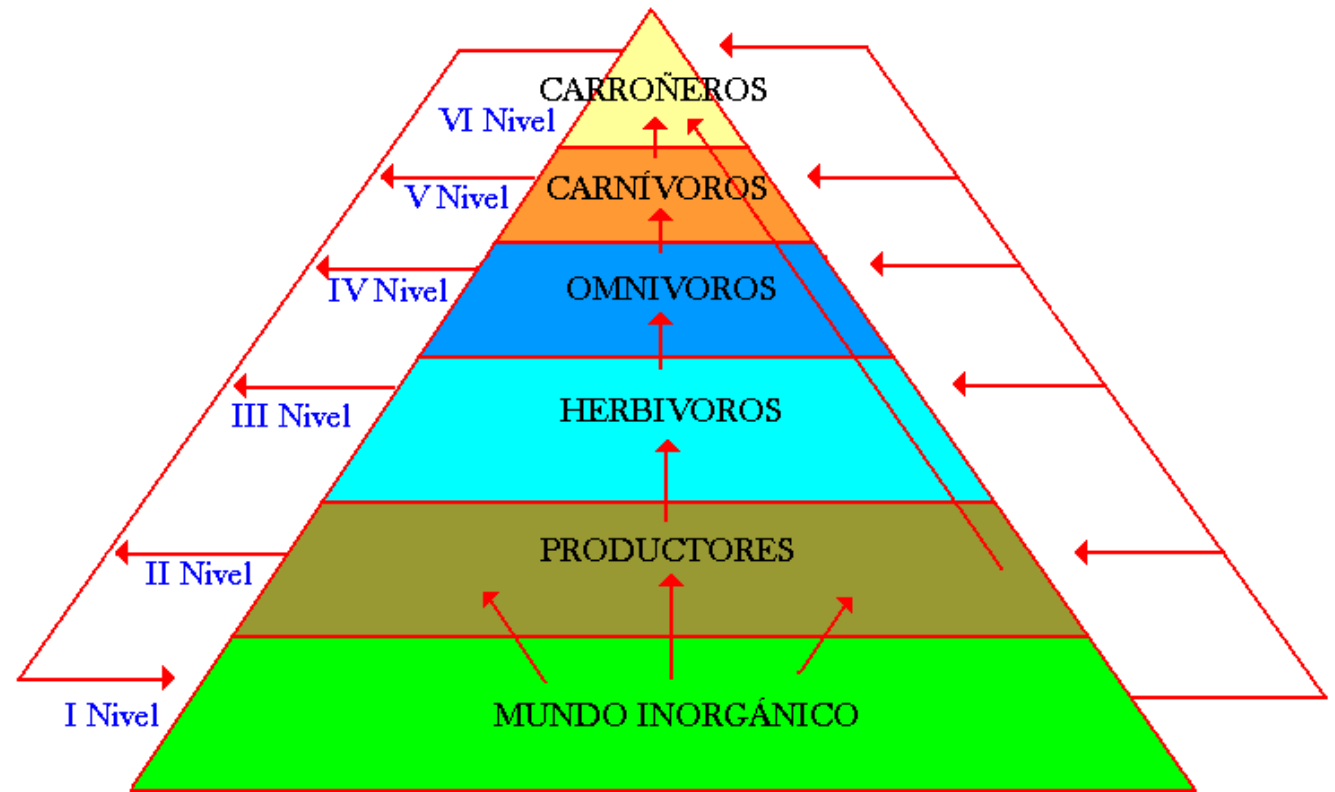 CARROÑEROS
VI Nivel
CARNÍVOROS
V Nivel
OMNIVOROS
IV Nivel
HERBIVOROS
III Nivel
PRODUCTORES
II Nivel
I Nivel
MUNDO INORGÁNICO